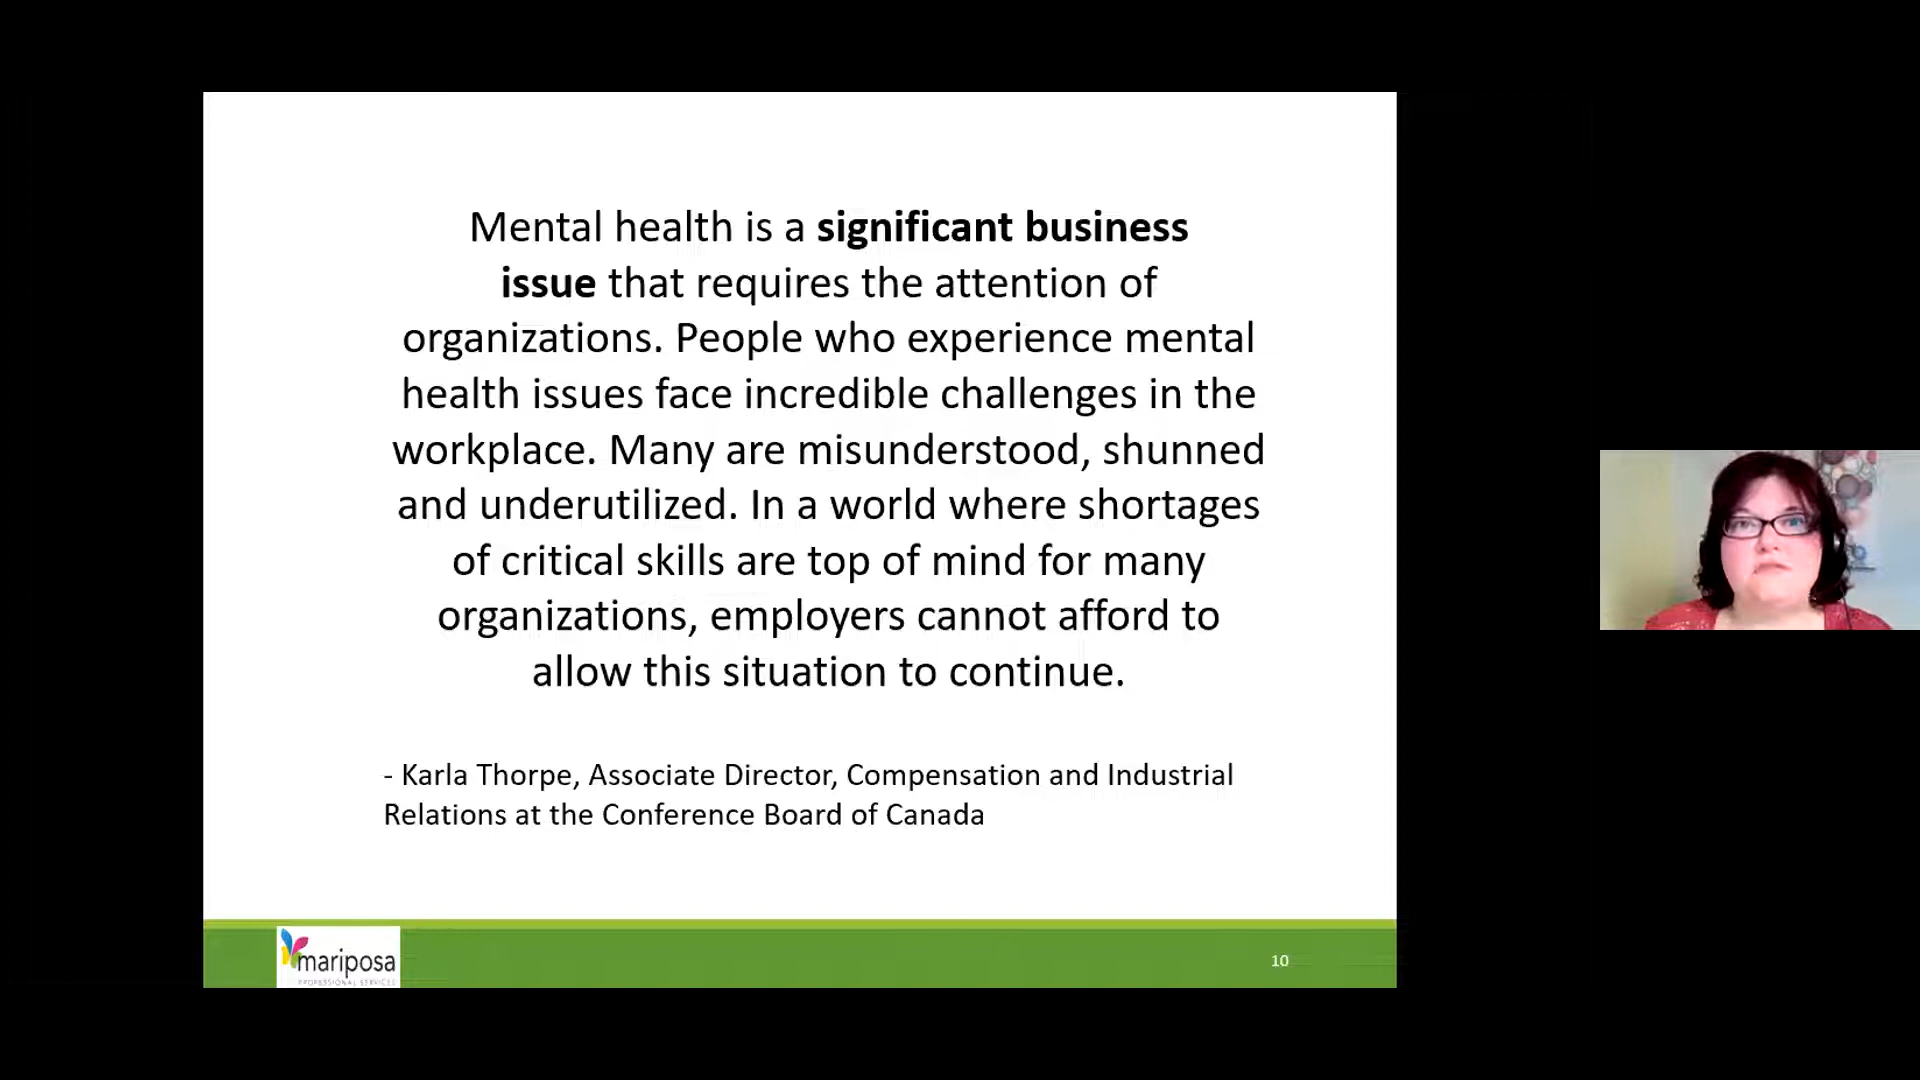 Mental health is a significant business
issue that requires the attention of
organizations. People who experience mental
health issues face incredible challenges in the
workplace. Many are misunderstood, shunned
and underutilized. In a world where shortages
of critical skills are top of mind for many
organizations, employers cannot afford to
allow this situation to continue.
- Karla Thorpe, Associate Director, Compensation and Industrial
Relations at the Conference Board of Canada
mariposa
PROFESSIONAL SERVICES
10